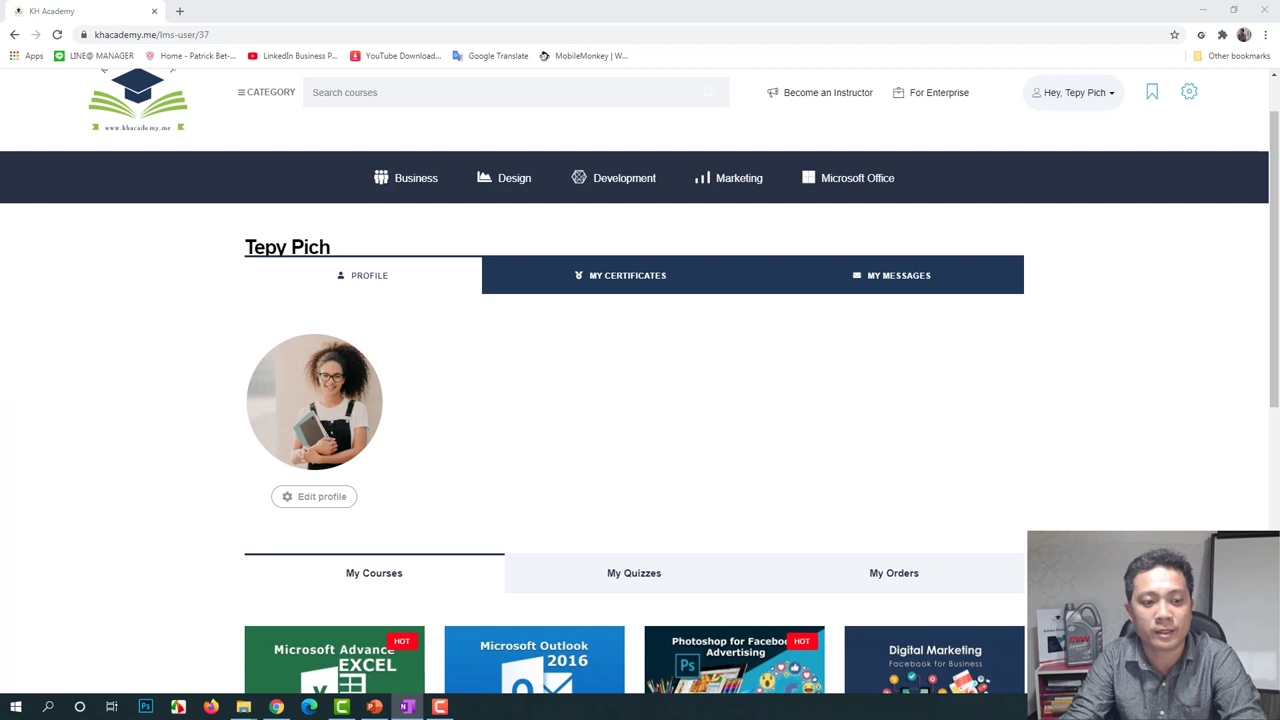 KH Academy
khacademy.me/lms-user/37
Apps
LINE@ MANAGER
Home - Patrick Bet-...
LinkedIn Business P...
YouTube Download...
Google Translate
MobileMonkey | W...
Other bookmarks
www.khacademy.me
CATEGORY
Search courses
Become an Instructor
For Enterprise
Hey, Tepy Pich
Business
Design
Development
Marketing
Microsoft Office
Tepy Pich
PROFILE
MY CERTIFICATES
MY MESSAGES
Edit profile
My Courses
My Quizzes
My Orders
Microsoft Advance
EXCEL
HOT
Microsoft Outlook
2016
Photoshop for Facebook
Advertising
HOT
Ps
Digital Marketing
Facebook for Business